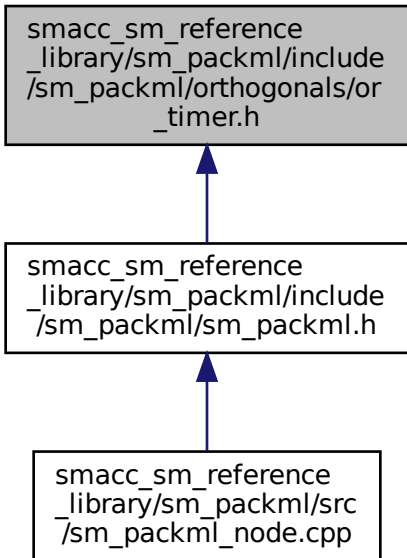 smacc_sm_reference
_library/sm_packml/include
/sm_packml/orthogonals/or
_timer.h
smacc_sm_reference
_library/sm_packml/include
/sm_packml/sm_packml.h
smacc_sm_reference
_library/sm_packml/src
/sm_packml_node.cpp